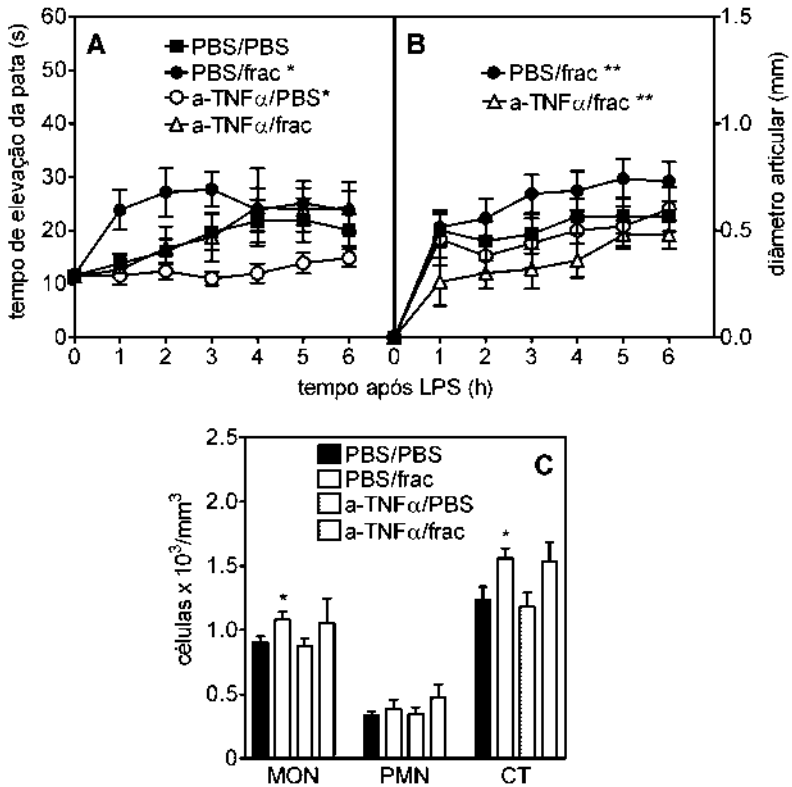 A
B
PBS/PBS
PBS/frac *
a-TNFα/PBS*
a-TNFα/frac
PBS/frac **
a-TNFα/frac **
tempo de elevação da pata (s)
60
50
40
30
20
10
0
diâmetro articular (mm)
1.5
1.0
0.5
0.0
0 1 2 3 4 5 6
0 1 2 3 4 5 6
tempo após LPS (h)
C
PBS/PBS
PBS/frac
a-TNFα/PBS
a-TNFα/frac
células x 10³/mm³
2.5
2.0
1.5
1.0
0.5
0
*
*
MON PMN CT